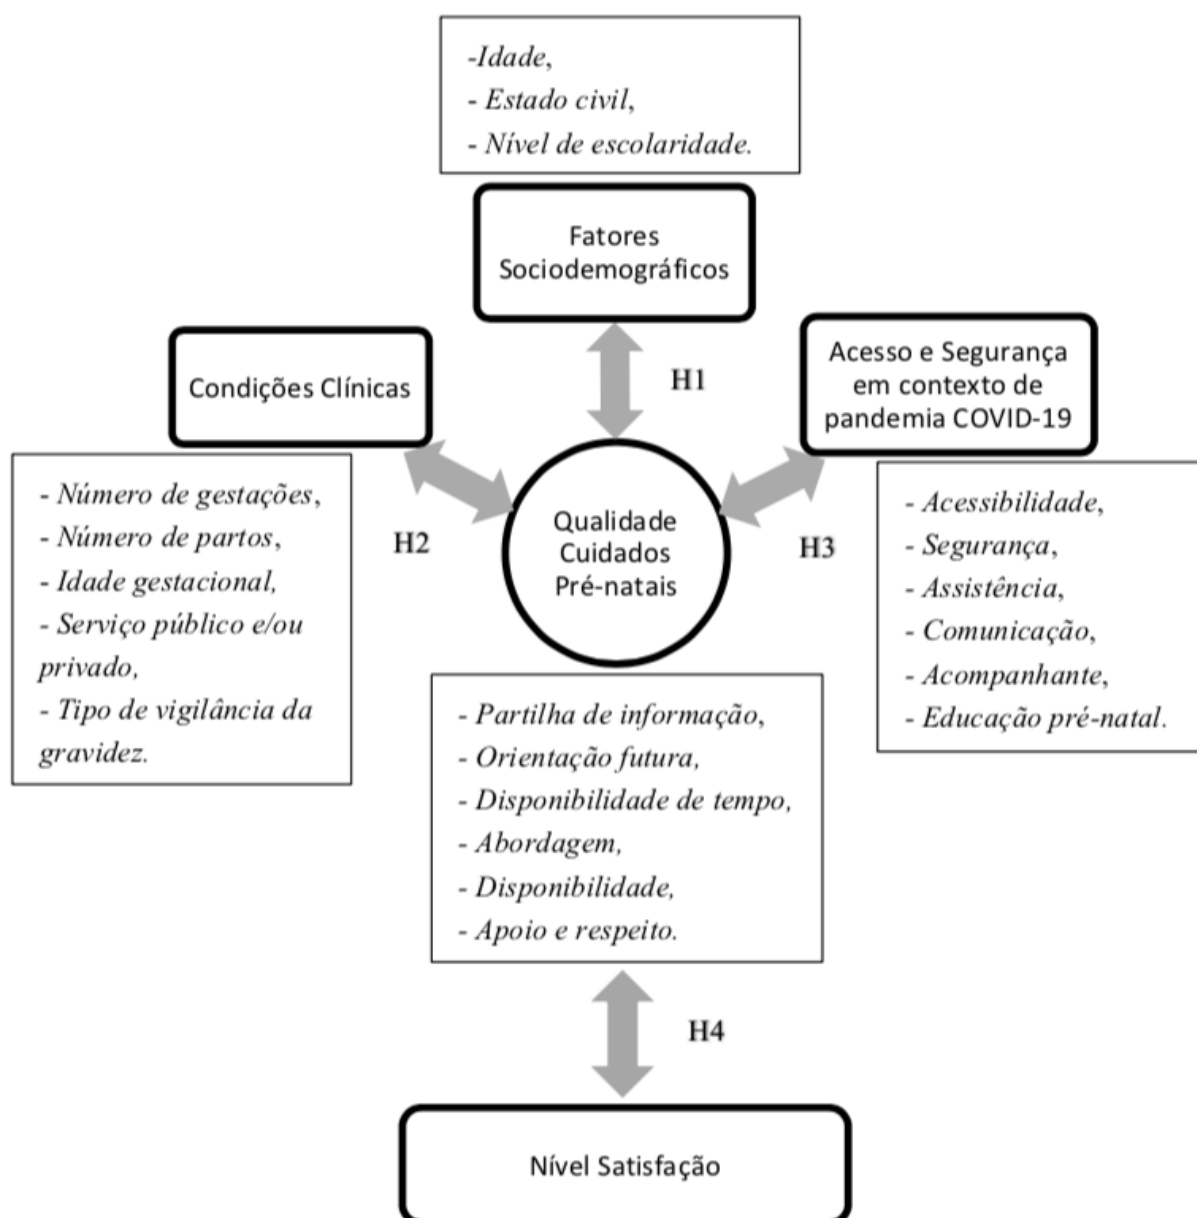 -Idade,
- Estado civil,
- Nível de escolaridade.
Fatores
Sociodemográficos
H1
Condições Clínicas
- Número de gestações,
- Número de partos,
- Idade gestacional,
- Serviço público e/ou
privado,
- Tipo de vigilância da
gravidez.
H2
Qualidade
Cuidados
Pré-natais
H3
Acesso e Segurança
em contexto de
pandemia COVID-19
- Acessibilidade,
- Segurança,
- Assistência,
- Comunicação,
- Acompanhante,
- Educação pré-natal.
- Partilha de informação,
- Orientação futura,
- Disponibilidade de tempo,
- Abordagem,
- Disponibilidade,
- Apoio e respeito.
H4
Nível Satisfação